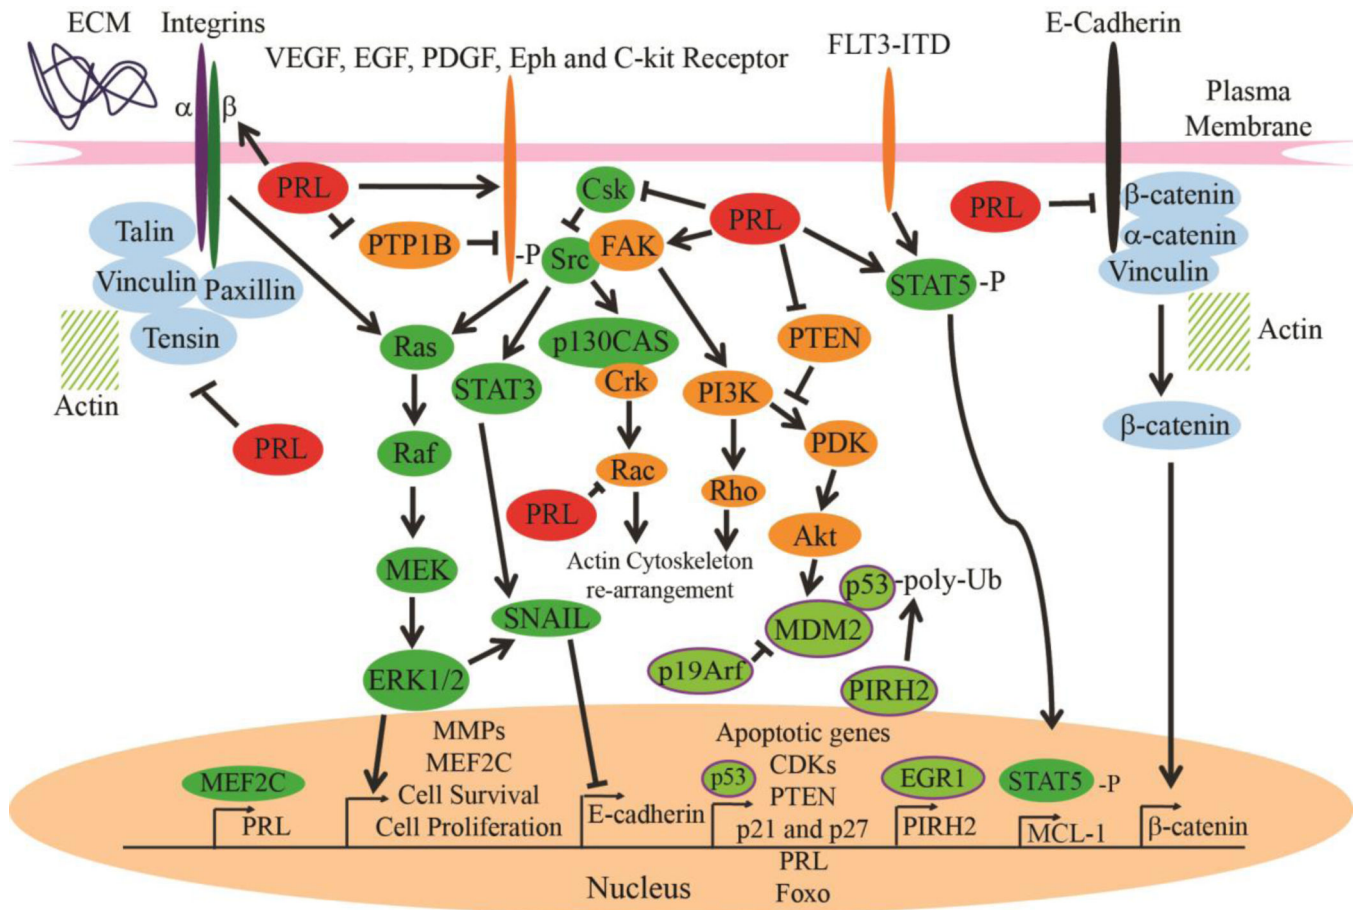 ECM
Integrins
VEGF, EGF, PDGF, Eph and C-kit Receptor
FLT3-ITD
E-Cadherin
Plasma
Membrane
α
β
PRL
PTP1B
-P
Csk
Src
FAK
PRL
STAT5
-P
PRL
β-catenin
α-catenin
Vinculin
Actin
Talin
Vinculin
Paxillin
Tensin
Actin
PRL
Ras
Raf
MEK
ERK1/2
STAT3
SNAIL
p130CAS
Crk
Rac
PRL
PI3K
PTEN
PDK
Rho
Akt
Actin Cytoskeleton
re-arrangement
p53
-poly-Ub
MDM2
p19Arf
PIRH2
β-catenin
MEF2C
PRL
MMPs
MEF2C
Cell Survival
Cell Proliferation
E-cadherin
p53
Apoptotic genes
CDKs
PTEN
p21 and p27
PRL
Foxo
EGR1
PIRH2
STAT5
-P
MCL-1
β-catenin
Nucleus